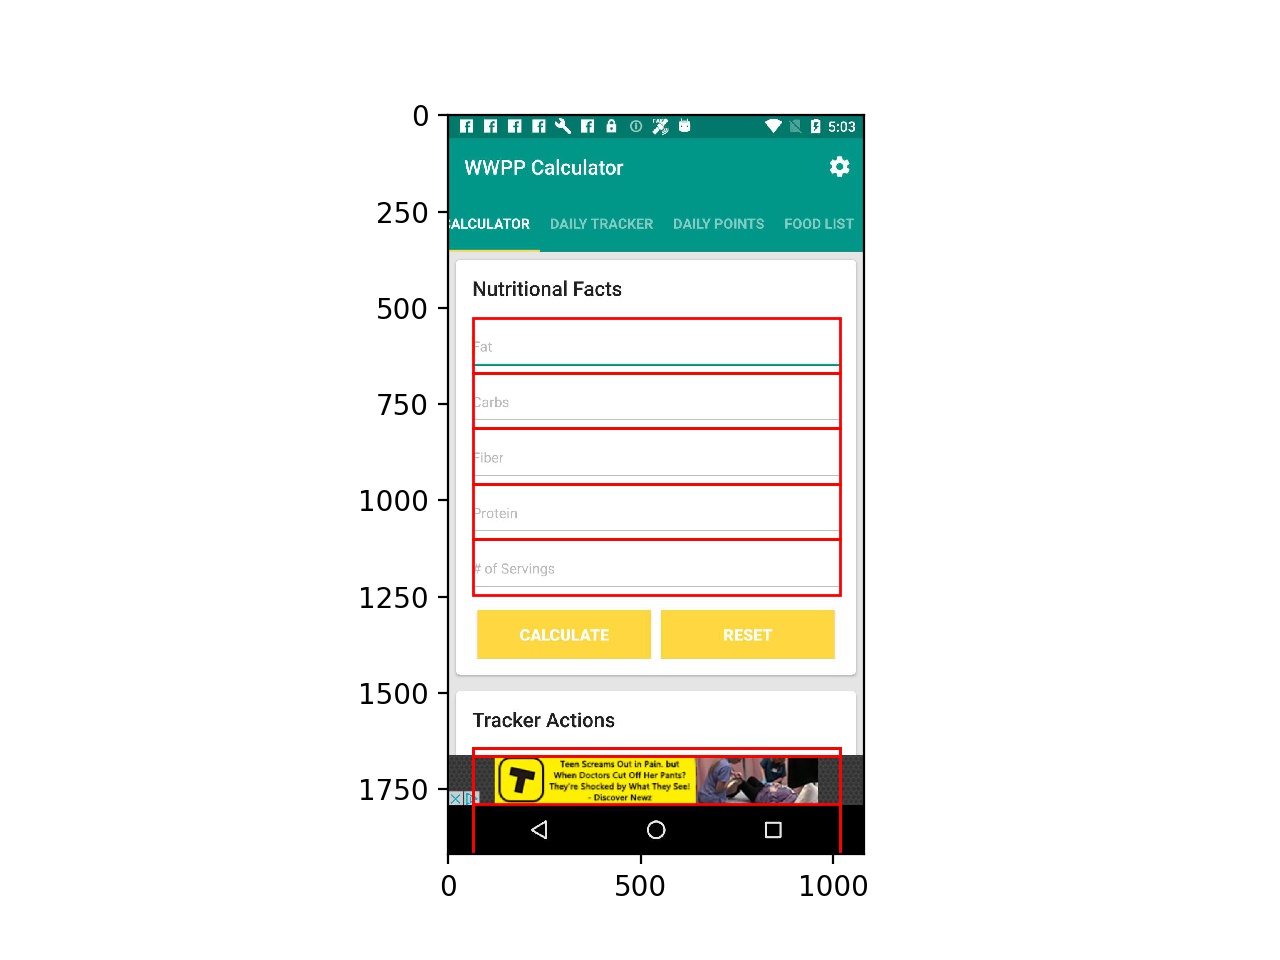 0
250
500
750
1000
1250
1500
1750
5:03
WWPP Calculator
ALCULATOR DAILY TRACKER DAILY POINTS FOOD LIST
Nutritional Facts
Fat
Carbs
Fiber
Protein
# of Servings
CALCULATE RESET
Tracker Actions
Teen Screams Out in Pain. but
When Doctors Cut Off Her Pants?
They're Shocked by What They See!
- Discover Newz
0 500 1000